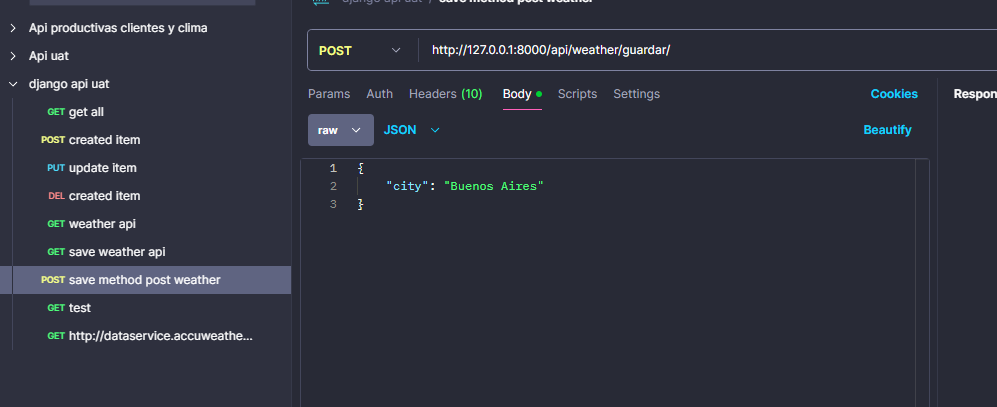 django api uat / save method post weather
Api productivas clientes y clima
Api uat
django api uat
GET get all
POST created item
PUT update item
DEL created item
GET weather api
GET save weather api
POST save method post weather
GET test
GET http://dataservice.accuweathe...
POST http://127.0.0.1:8000/api/weather/guardar/
Params Auth Headers (10) Body Scripts Settings Cookies
raw JSON Beautify
1 {
2 "city": "Buenos Aires"
3 }
Respon